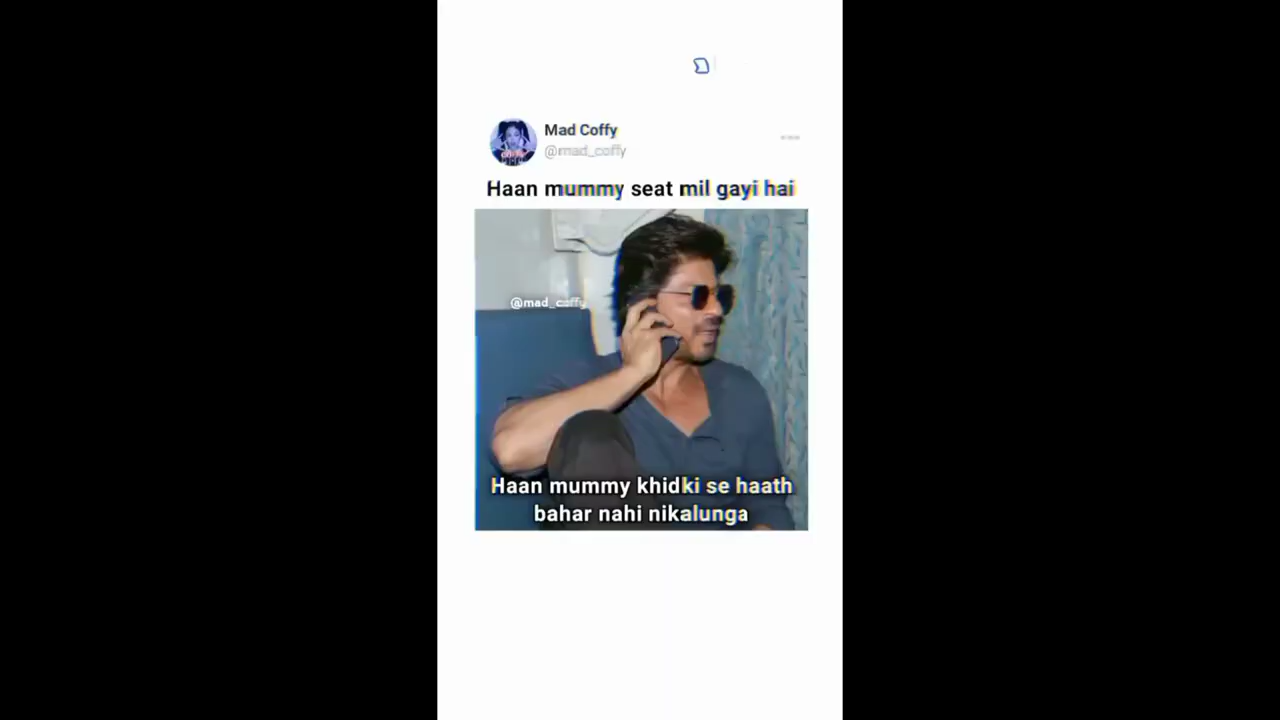 Mad Coffy
@mad_coffy
Haan mummy seat mil gayi hai
@mad_coffy
Haan mummy khidki se haath
bahar nahi nikalunga